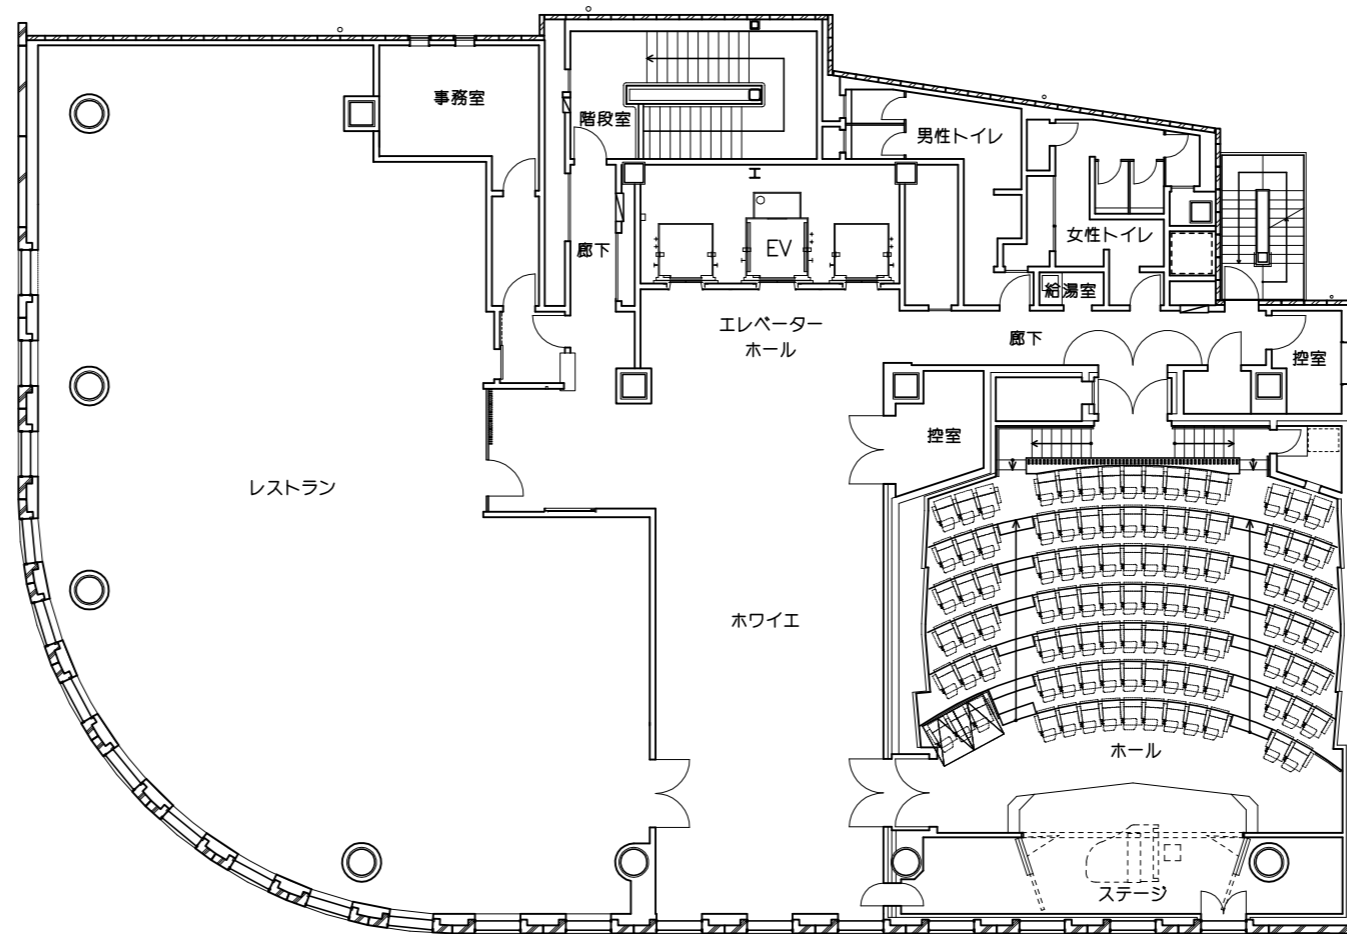 事務室
階段室
男性トイレ
女性トイレ
廊下
EV
給湯室
エレベーター
ホール
廊下
控室
控室
レストラン
ホワイエ
ホール
ステージ